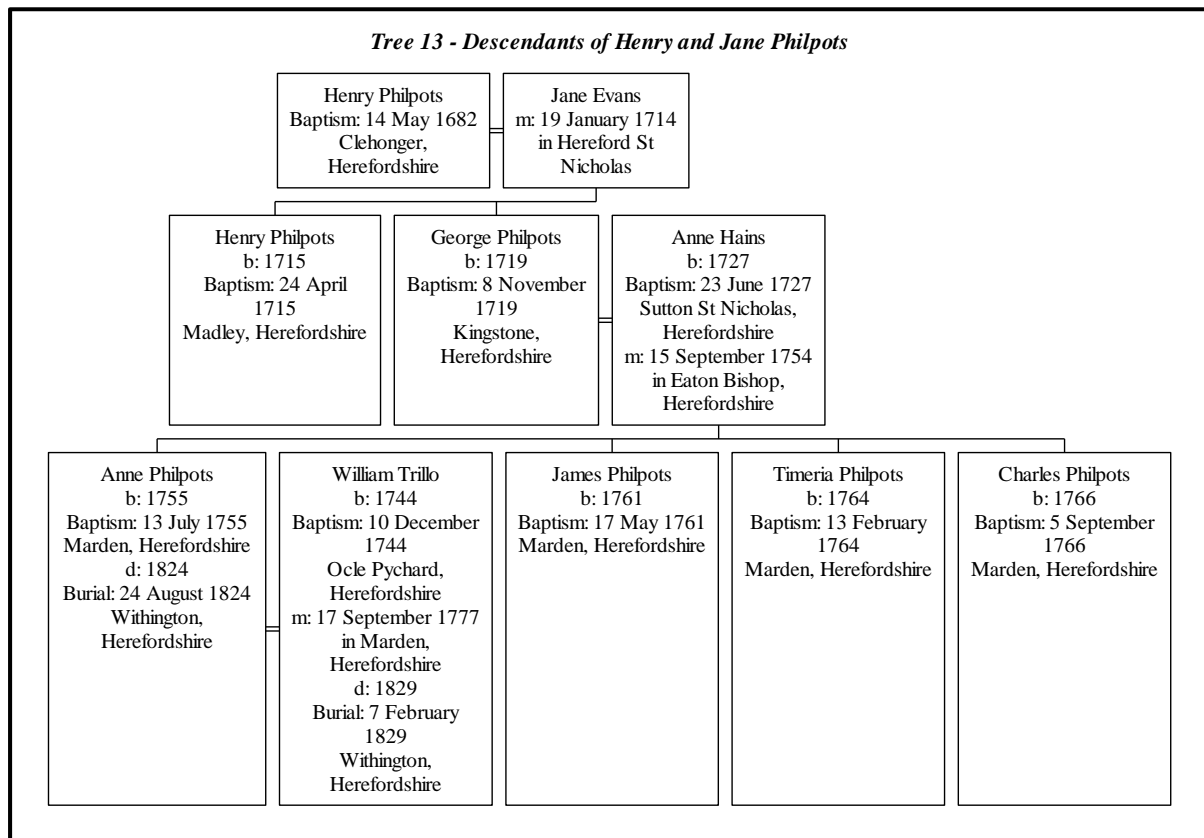 Tree 13 - Descendants of Henry and Jane Philpots
Henry Philpots
Baptism: 14 May 1682
Clehonger,
Herefordshire
Jane Evans
m: 19 January 1714
in Hereford St
Nicholas
Henry Philpots
b: 1715
Baptism: 24 April
1715
Madley, Herefordshire
George Philpots
b: 1719
Baptism: 8 November
1719
Kingstone,
Herefordshire
Anne Hains
b: 1727
Baptism: 23 June 1727
Sutton St Nicholas,
Herefordshire
m: 15 September 1754
in Eaton Bishop,
Herefordshire
Anne Philpots
b: 1755
Baptism: 13 July 1755
Marden, Herefordshire
d: 1824
Burial: 24 August 1824
Withington,
Herefordshire
William Trillo
b: 1744
Baptism: 10 December
1744
Ocle Pychard,
Herefordshire
m: 17 September 1777
in Marden,
Herefordshire
d: 1829
Burial: 7 February
1829
Withington,
Herefordshire
James Philpots
b: 1761
Baptism: 17 May 1761
Marden, Herefordshire
Timeria Philpots
b: 1764
Baptism: 13 February
1764
Marden, Herefordshire
Charles Philpots
b: 1766
Baptism: 5 September
1766
Marden, Herefordshire